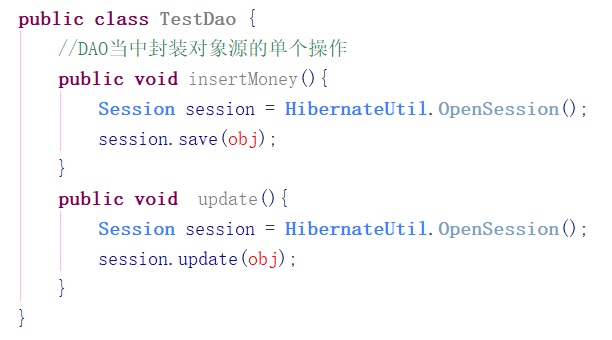 public class TestDao {
//DAO当中封装对象源的单个操作
public void insertMoney(){
Session session = HibernateUtil.OpenSession();
session.save(obj);
}
public void  update(){
Session session = HibernateUtil.OpenSession();
session.update(obj);
}
}